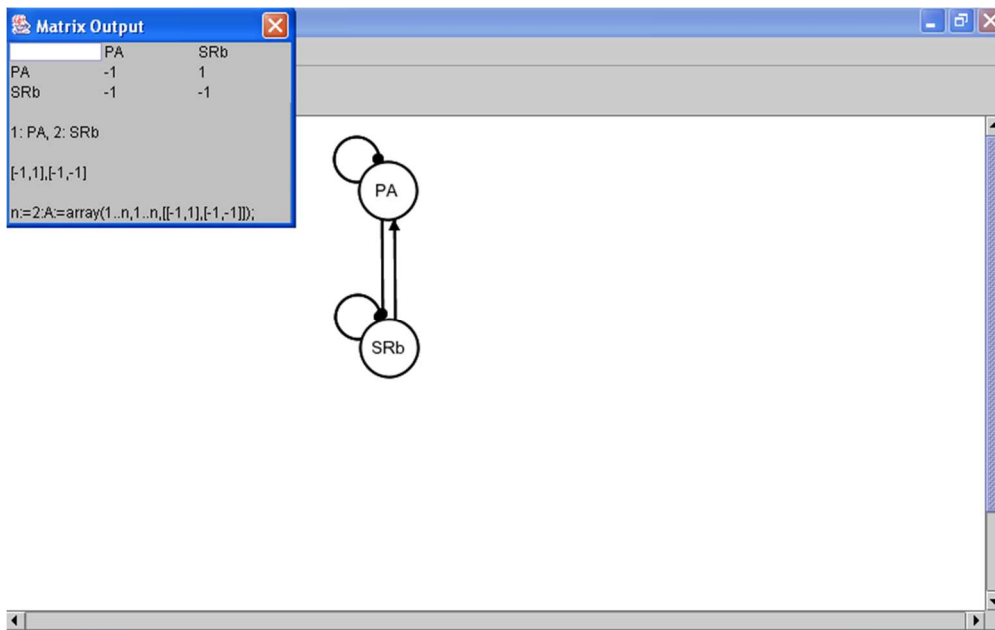 Matrix Output
PA SRb
PA -1 1
SRb -1 -1
1: PA, 2: SRb
[-1,1],[-1,-1]
n:=2:A:=array(1..n,1..n,[[-1,1],[-1,-1]]);
PA
SRb